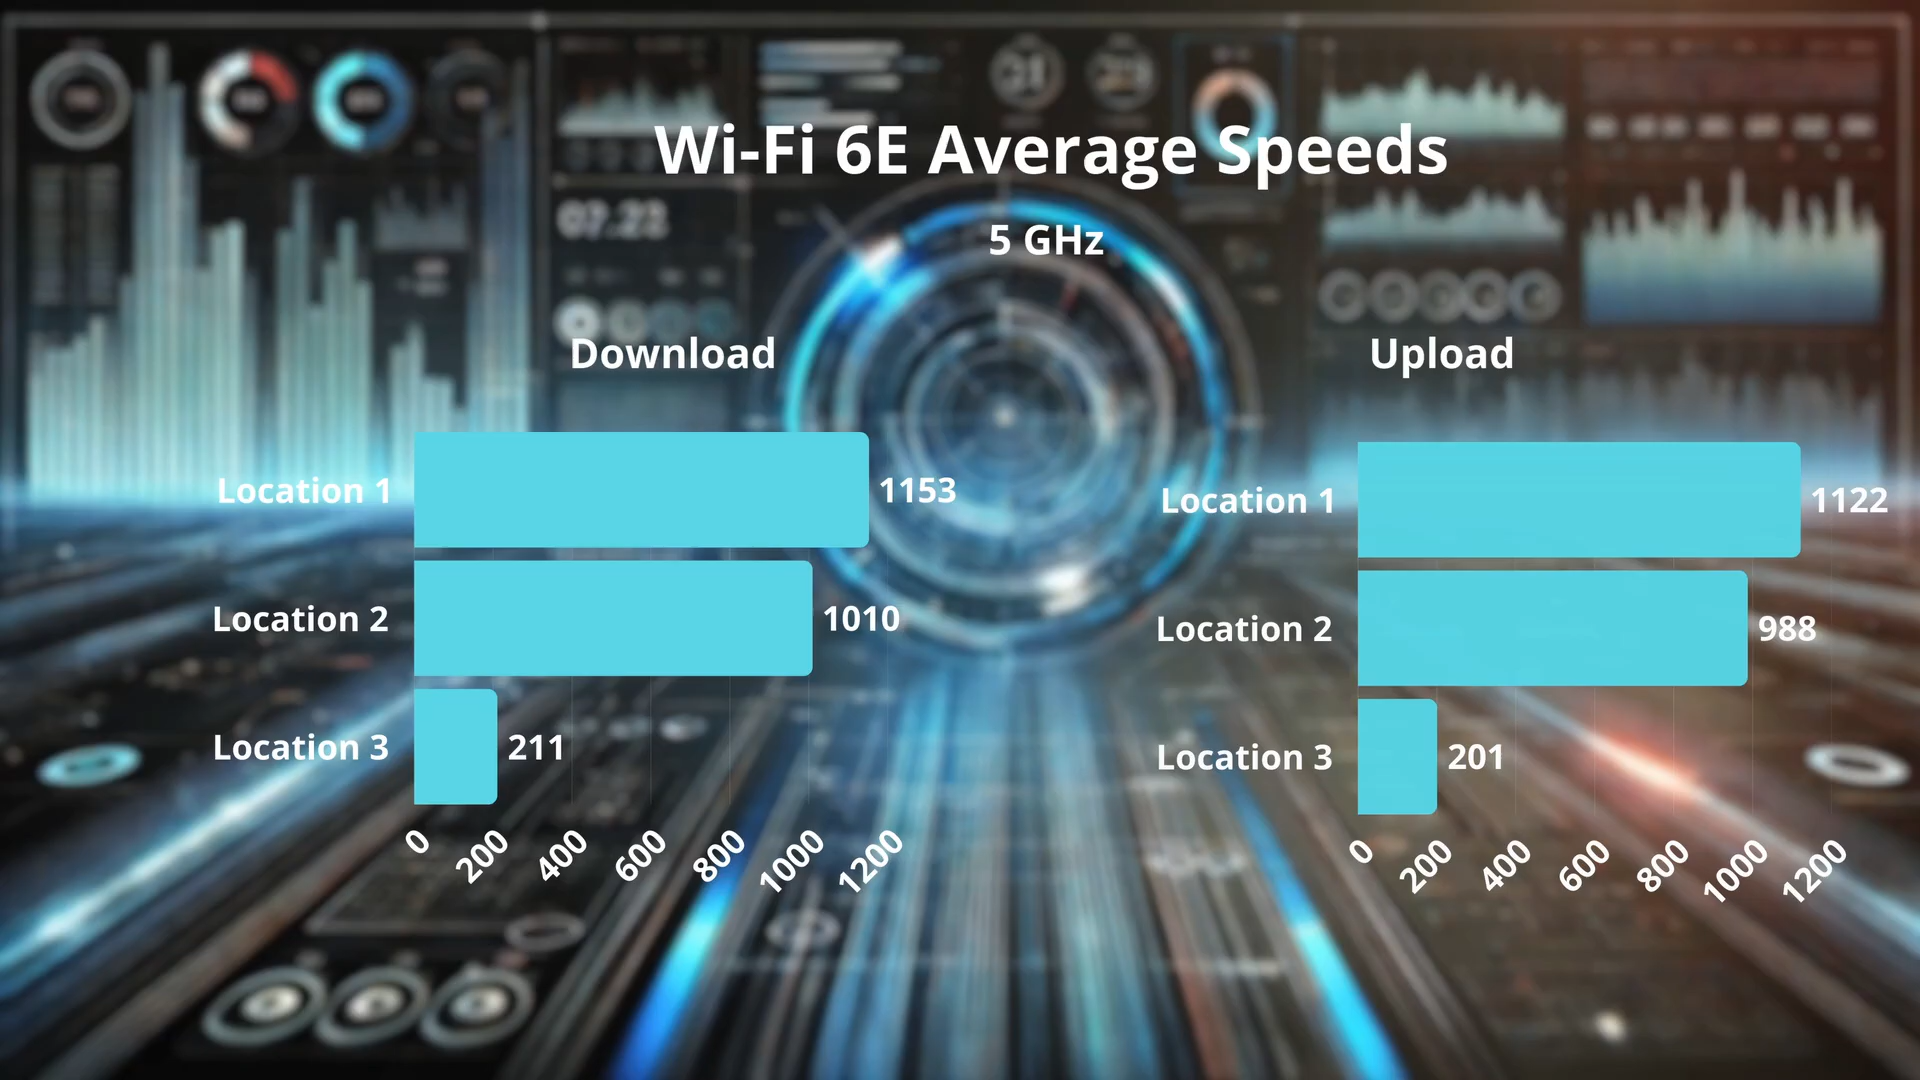 Wi-Fi 6E Average Speeds
5 GHz
Download
Location 1 1153
Location 2 1010
Location 3 211
0 200 400 600 800 1000 1200
Upload
Location 1 1122
Location 2 988
Location 3 201
0 200 400 600 800 1000 1200
07.23